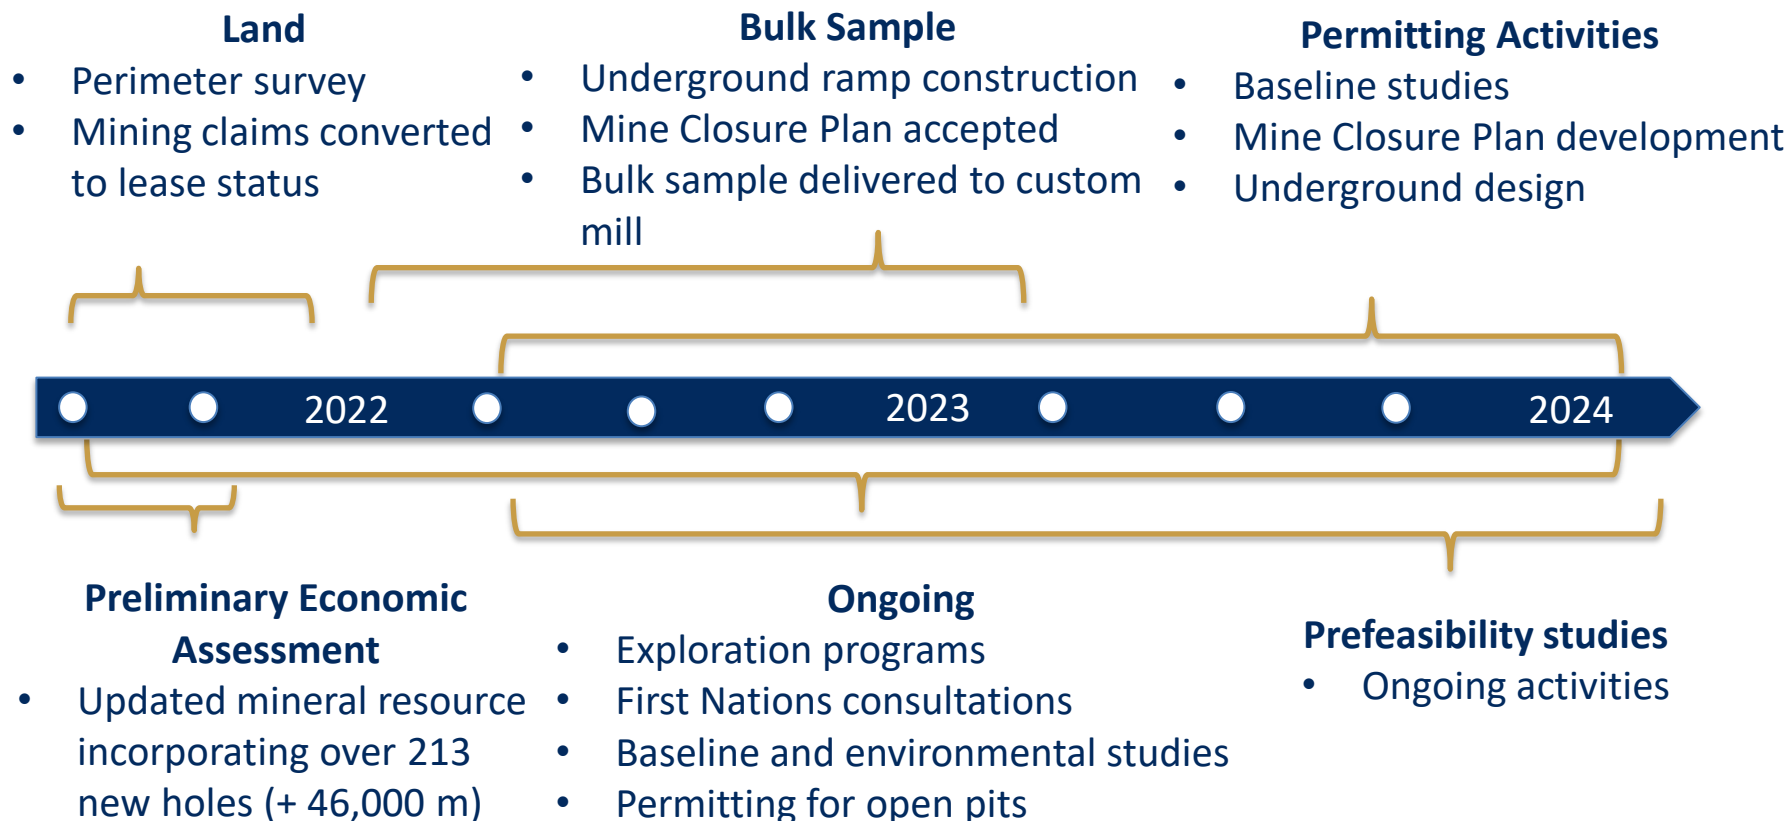 Land
• Perimeter survey
• Mining claims converted
to lease status
Bulk Sample
• Underground ramp construction
• Mine Closure Plan accepted
• Bulk sample delivered to custom
mill
Permitting Activities
• Baseline studies
• Mine Closure Plan development
• Underground design
2022
2023
2024
Preliminary Economic
Assessment
• Updated mineral resource
incorporating over 213
new holes (+ 46,000 m)
Ongoing
• Exploration programs
• First Nations consultations
• Baseline and environmental studies
• Permitting for open pits
Prefeasibility studies
• Ongoing activities